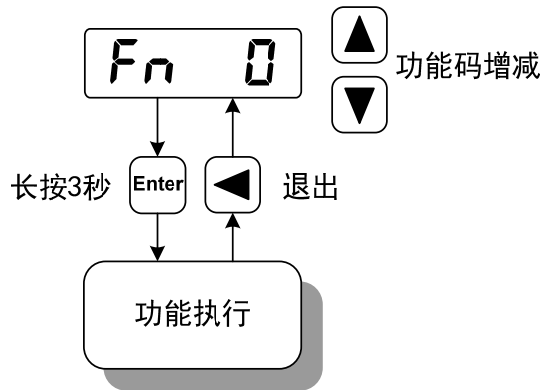 Fn 0
功能码增减
长按3秒
Enter
退出
功能执行